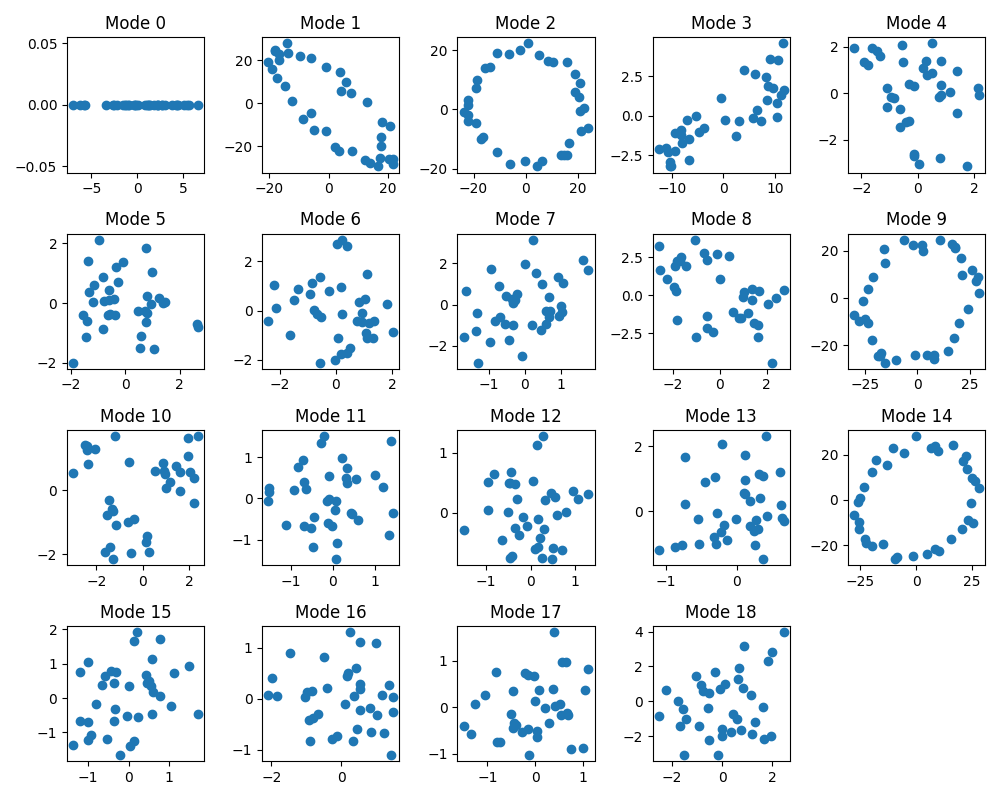 Mode 0 Mode 1 Mode 2 Mode 3 Mode 4
0.05 0.00 −0.05 20 0 −20 20 0 −20 2.5 0.0 −2.5 2 0 −2
−5 0 5 −20 0 20 −20 0 20 −10 0 10 −2 0 2
Mode 5 Mode 6 Mode 7 Mode 8 Mode 9
2 0 −2 2 0 −2 2 0 −2 2.5 0.0 −2.5 20 0 −20
−2 0 2 −2 0 2 −1 0 1 −2 0 2 −25 0 25
Mode 10 Mode 11 Mode 12 Mode 13 Mode 14
0 −2 1 0 −1 1 0 2 0 20 0 −20
−2 0 2 −1 0 1 −1 0 1 −1 0 −25 0 25
Mode 15 Mode 16 Mode 17 Mode 18
2 1 0 −1 1 0 −1 1 0 −1 4 2 0 −2
−1 0 1 −2 0 −1 0 1 −2 0 2